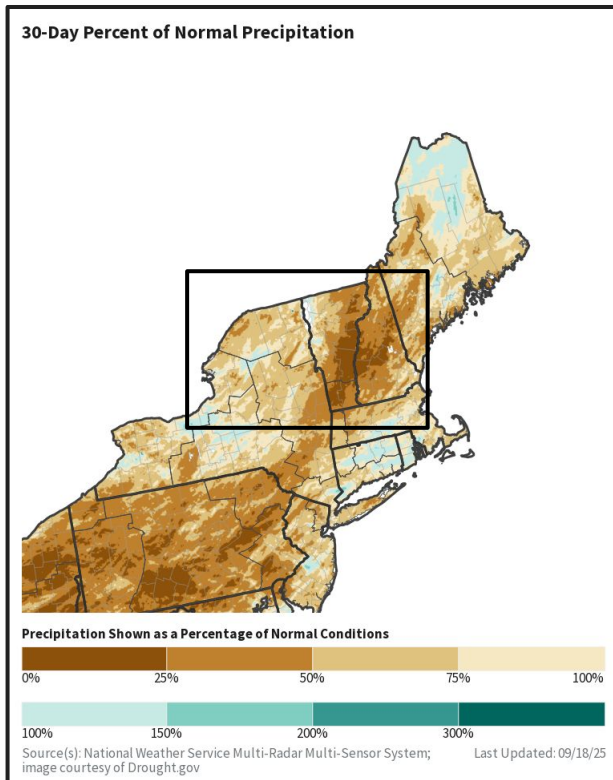 30-Day Percent of Normal Precipitation
Precipitation Shown as a Percentage of Normal Conditions
0% 25% 50% 75% 100%
100% 150% 200% 300%
Source(s): National Weather Service Multi-Radar Multi-Sensor System; Last Updated: 09/18/25
image courtesy of Drought.gov